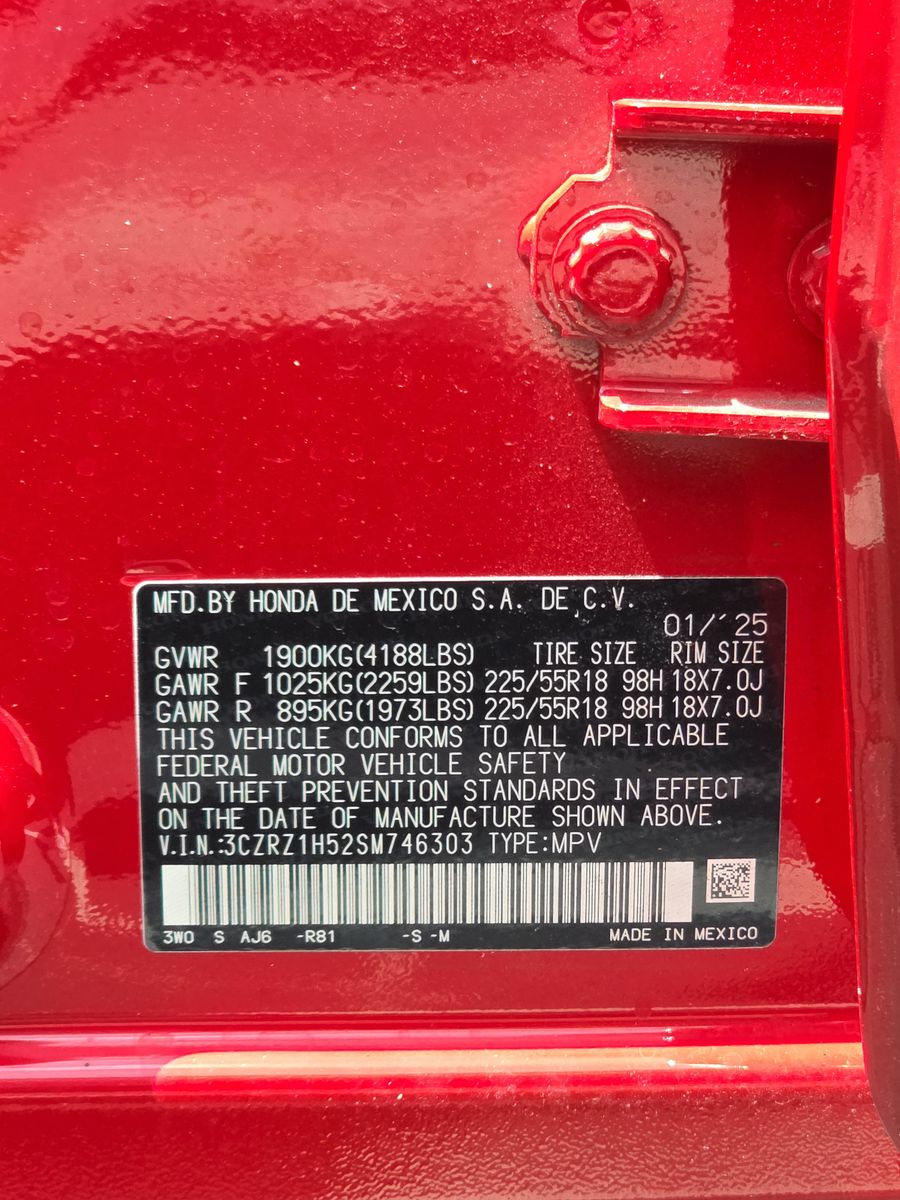 MFD.BY HONDA DE MEXICO S.A. DE C.V.
01/´25
GVWR 1900KG(4188LBS) TIRE SIZE RIM SIZE
GAWR F 1025KG(2259LBS) 225/55R18 98H 18X7.0J
GAWR R 895KG(1973LBS) 225/55R18 98H 18X7.0J
THIS VEHICLE CONFORMS TO ALL APPLICABLE
FEDERAL MOTOR VEHICLE SAFETY
AND THEFT PREVENTION STANDARDS IN EFFECT
ON THE DATE OF MANUFACTURE SHOWN ABOVE.
V.I.N.:3CZRZ1H52SM746303 TYPE:MPV
3W0 S AJ6 -R81 -S -M MADE IN MEXICO